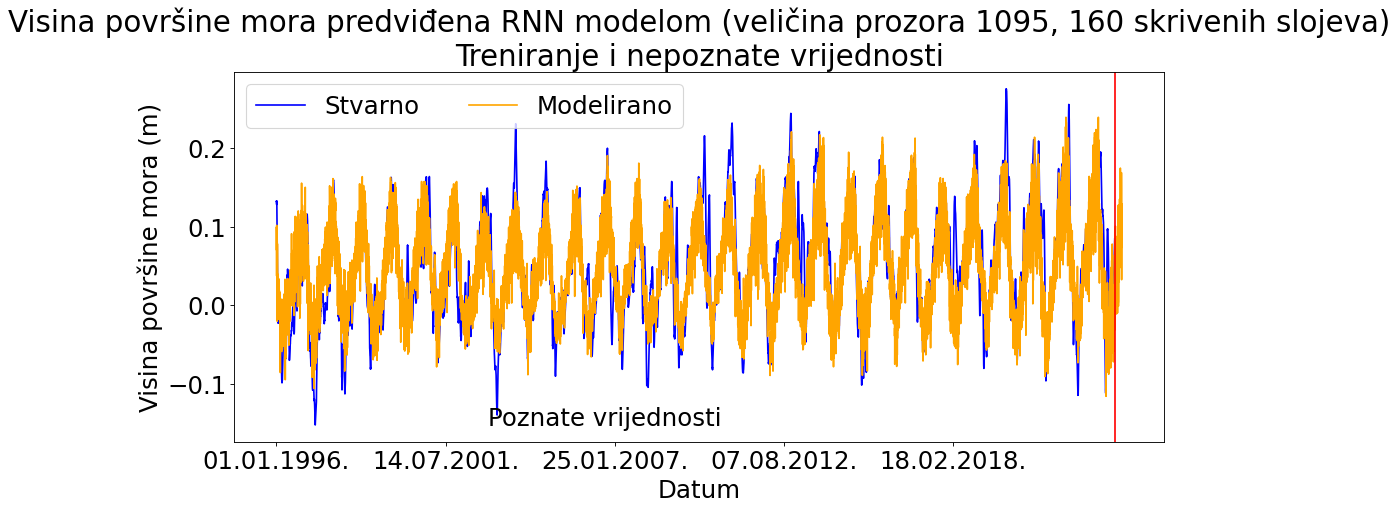 Visina površine mora predviđena RNN modelom (veličina prozora 1095, 160 skrivenih slojeva)
Treniranje i nepoznate vrijednosti
Stvarno
Modelirano
Visina površine mora (m)
0.2
0.1
0.0
−0.1
Poznate vrijednosti
01.01.1996.
14.07.2001.
25.01.2007.
07.08.2012.
18.02.2018.
Datum